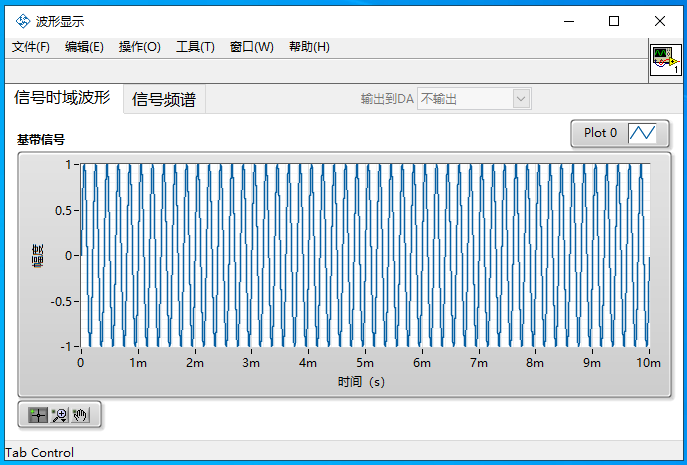 波形显示
文件(F) 编辑(E) 操作(O) 工具(T) 窗口(W) 帮助(H)
1
信号时域波形 信号频谱 输出到DA 不输出
基带信号 Plot 0
幅度
1
0.5
0
-0.5
-1
0 1m 2m 3m 4m 5m 6m 7m 8m 9m 10m
时间（s）
Tab Control